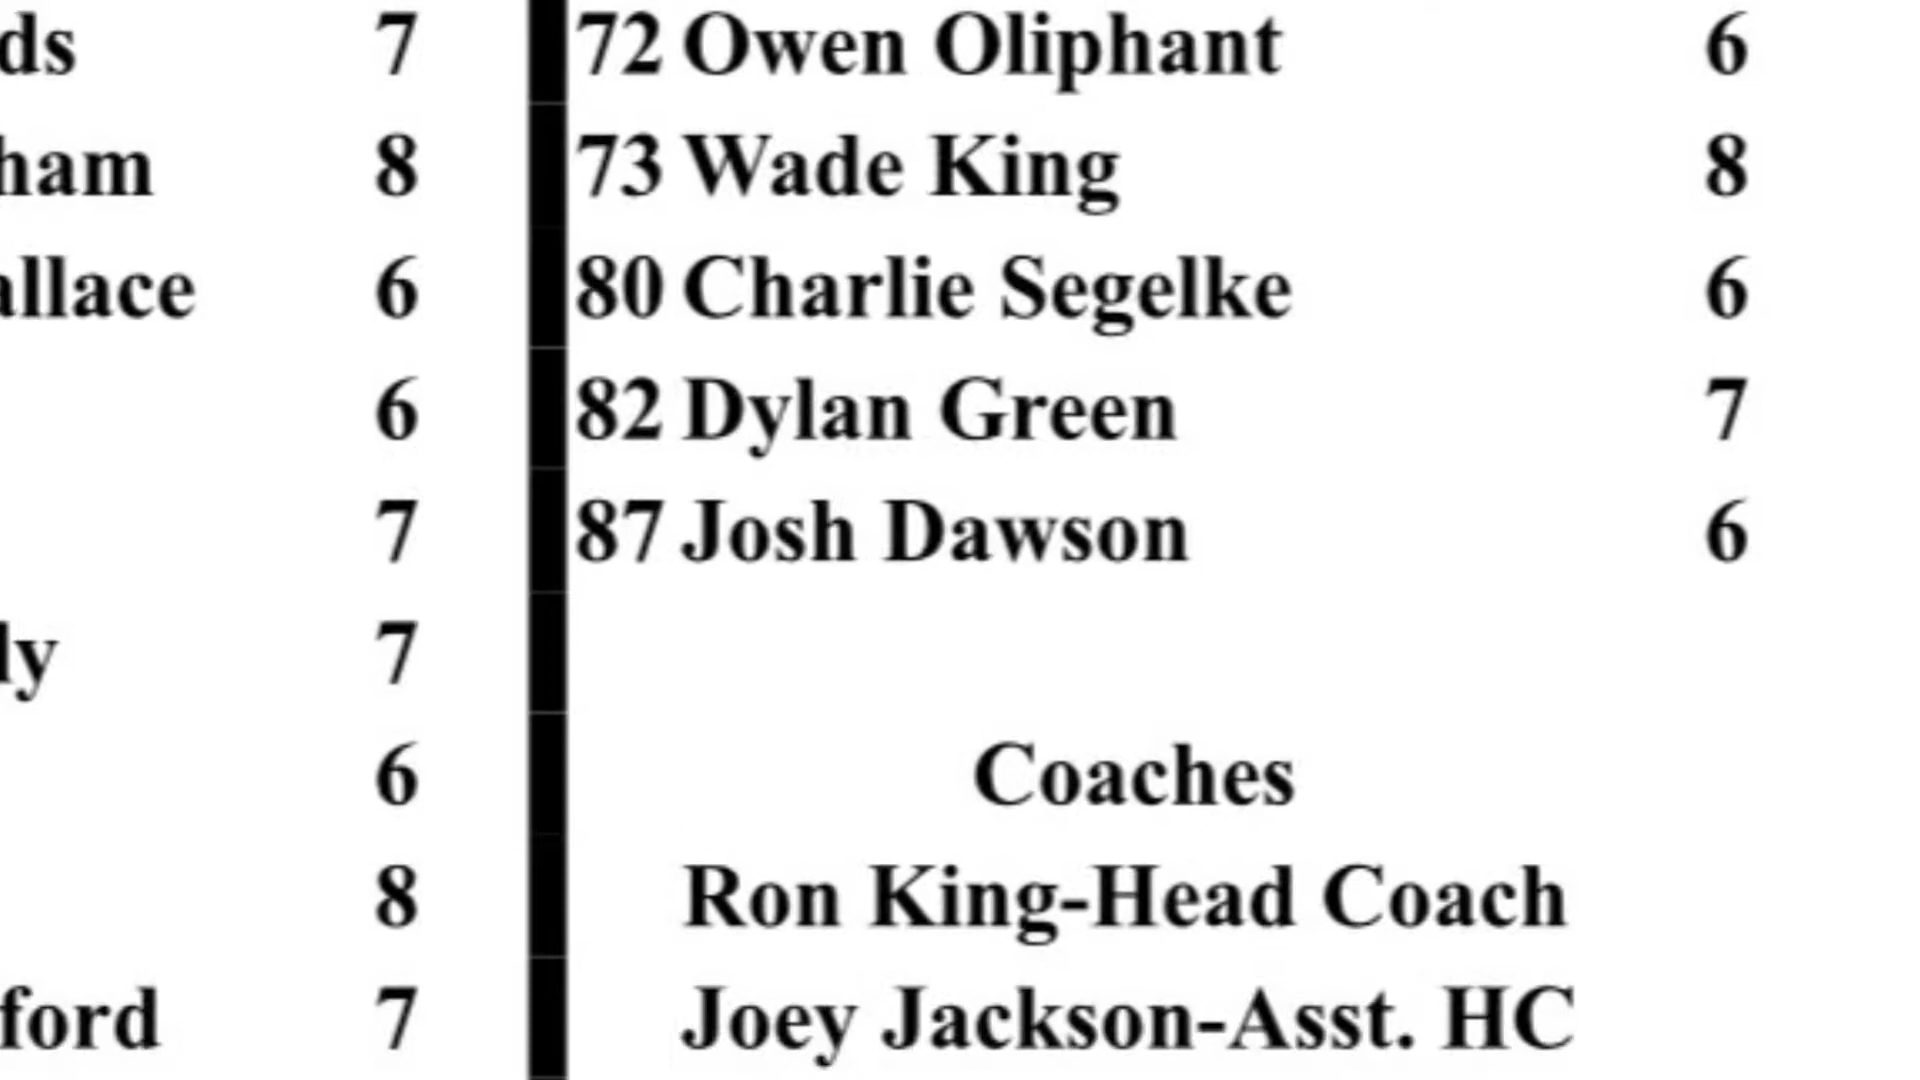 ds 7 72 Owen Oliphant 6
ham 8 73 Wade King 8
allace 6 80 Charlie Segelke 6
6 82 Dylan Green 7
7 87 Josh Dawson 6
ly 7
6 Coaches
8 Ron King-Head Coach
ford 7 Joey Jackson-Asst. HC